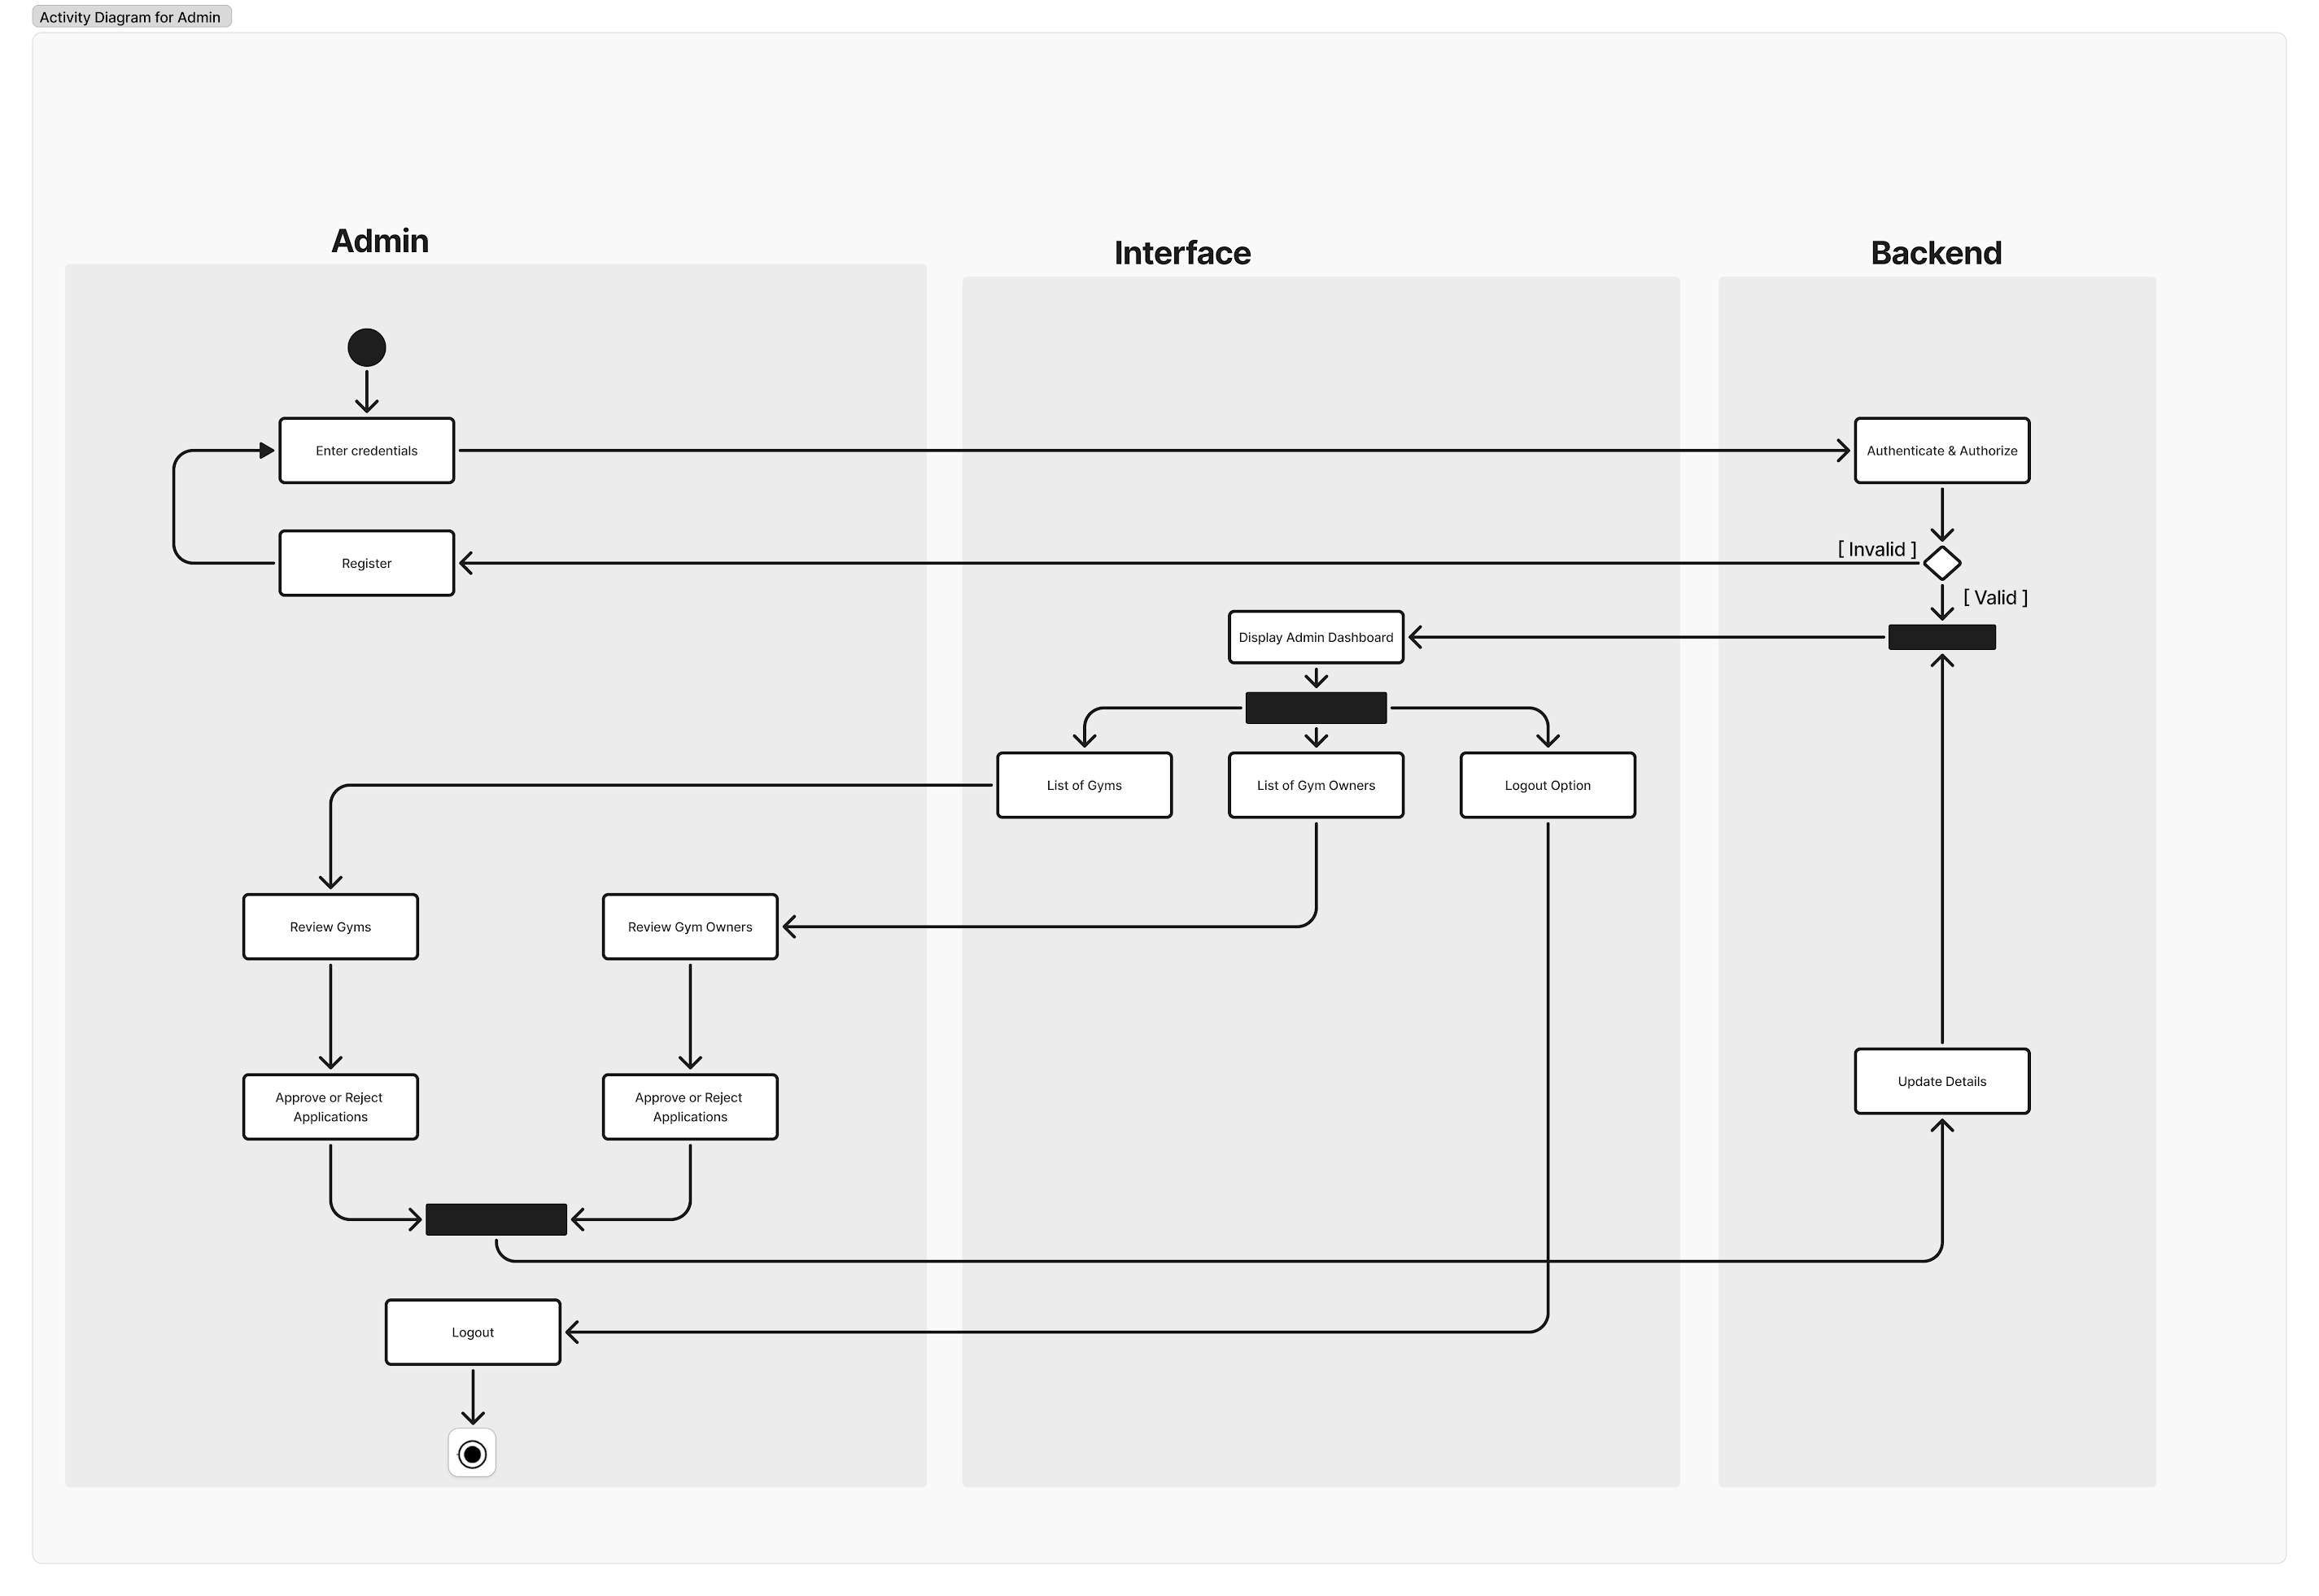 Activity Diagram for Admin
Admin
Interface
Backend
Enter credentials
Authenticate & Authorize
[ Invalid ]
Register
[ Valid ]
Display Admin Dashboard
List of Gyms
List of Gym Owners
Logout Option
Review Gyms
Review Gym Owners
Approve or Reject
Applications
Approve or Reject
Applications
Update Details
Logout